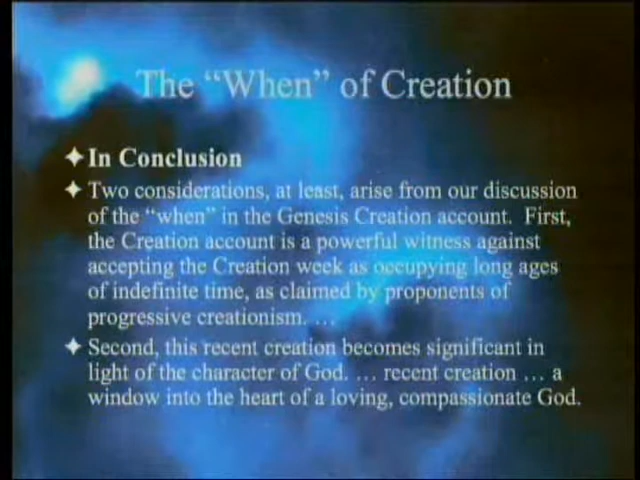 The “When” of Creation
In Conclusion
Two considerations, at least, arise from our discussion
of the “when” in the Genesis Creation account. First,
the Creation account is a powerful witness against
accepting the Creation week as occupying long ages
of indefinite time, as claimed by proponents of
progressive creationism. …
Second, this recent creation becomes significant in
light of the character of God. … recent creation … a
window into the heart of a loving, compassionate God.